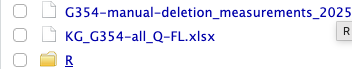 G354-manual-deletion_measurements_2025
KG_G354-all_Q-FL.xlsx
R
R